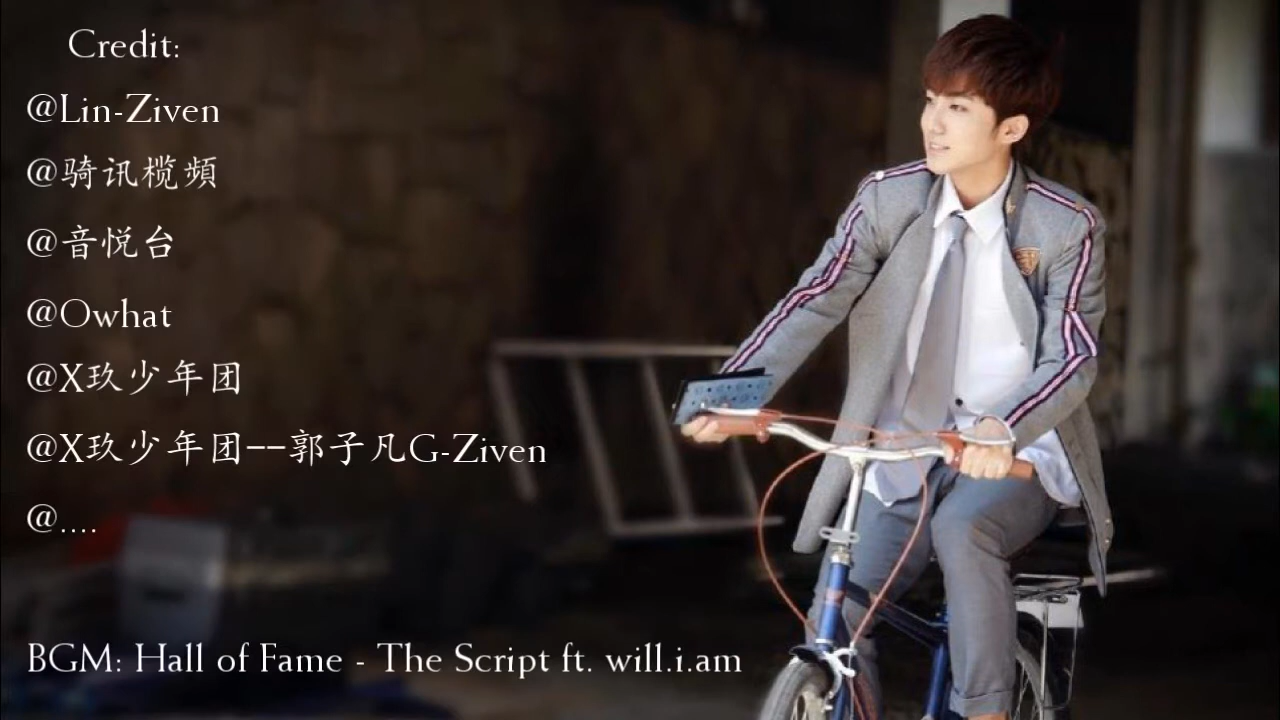 Credit:
@Lin-Ziven
@骑讯榄頻
@音悦台
@Owhat
@X玖少年团
@X玖少年团--郭子凡G-Ziven
@....
BGM: Hall of Fame - The Script ft. will.i.am